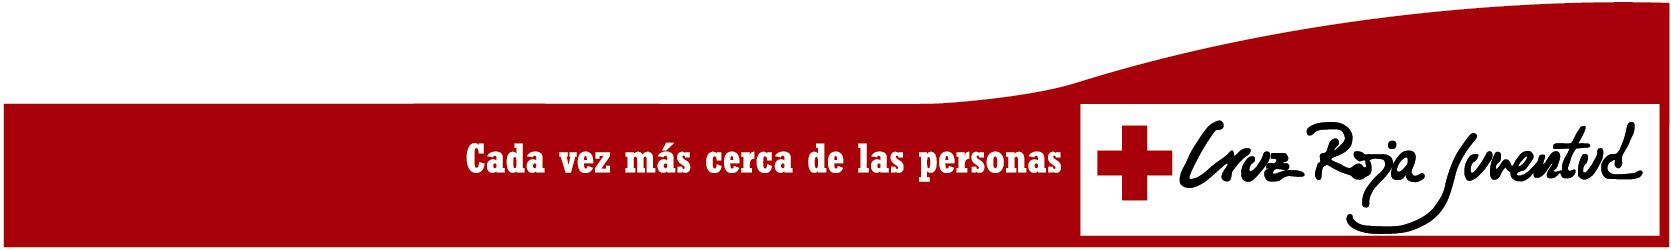 Cada vez más cerca de las personas
Cruz Roja Juventud